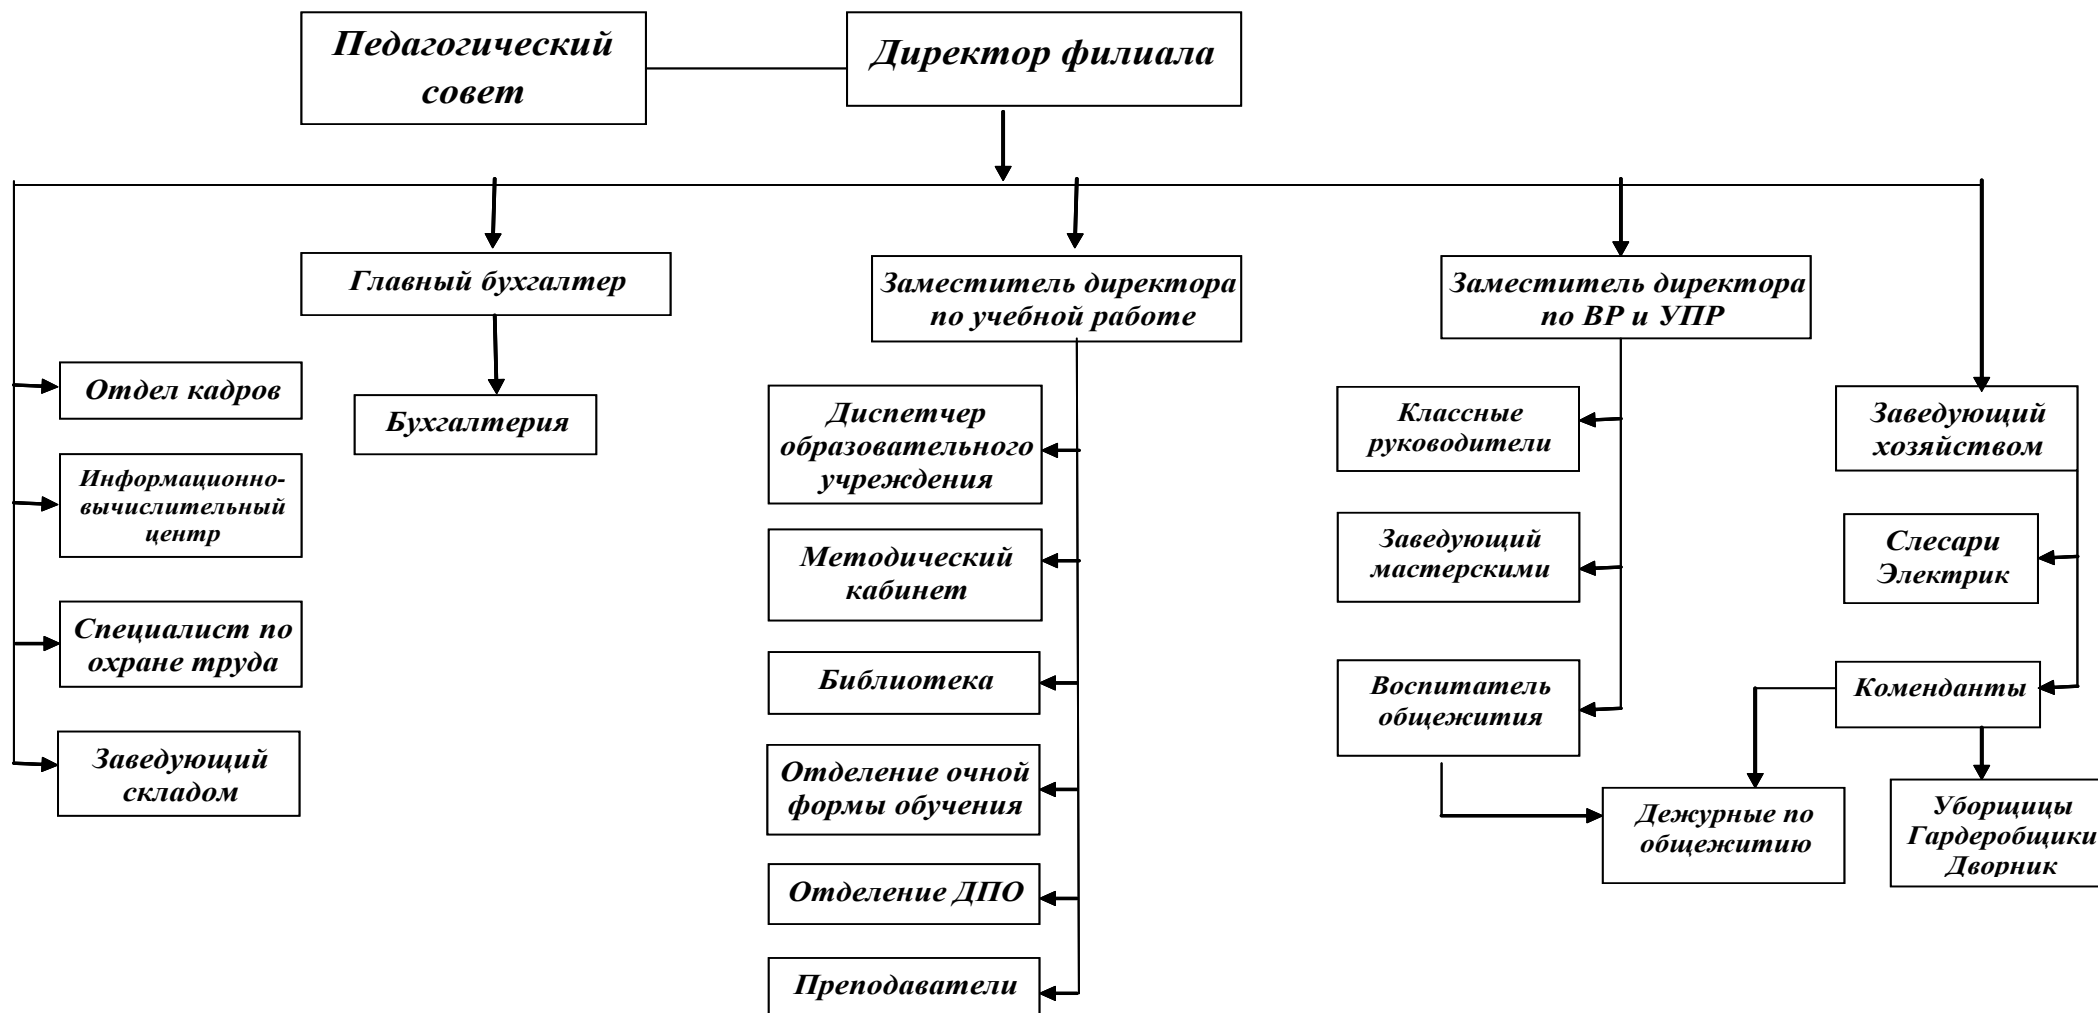 Педагогический
совет
Директор филиала
Главный бухгалтер
Заместитель директора
по учебной работе
Заместитель директора
по ВР и УПР
Отдел кадров
Информационно-
вычислительный
центр
Специалист по
охране труда
Заведующий
складом
Бухгалтерия
Диспетчер
образовательного
учреждения
Методический
кабинет
Библиотека
Отделение очной
формы обучения
Отделение ДПО
Преподаватели
Классные
руководители
Заведующий
мастерскими
Воспитатель
общежития
Заведующий
хозяйством
Слесари
Электрик
Коменданты
Дежурные по
общежитию
Уборщицы
Гардеробщики
Дворник